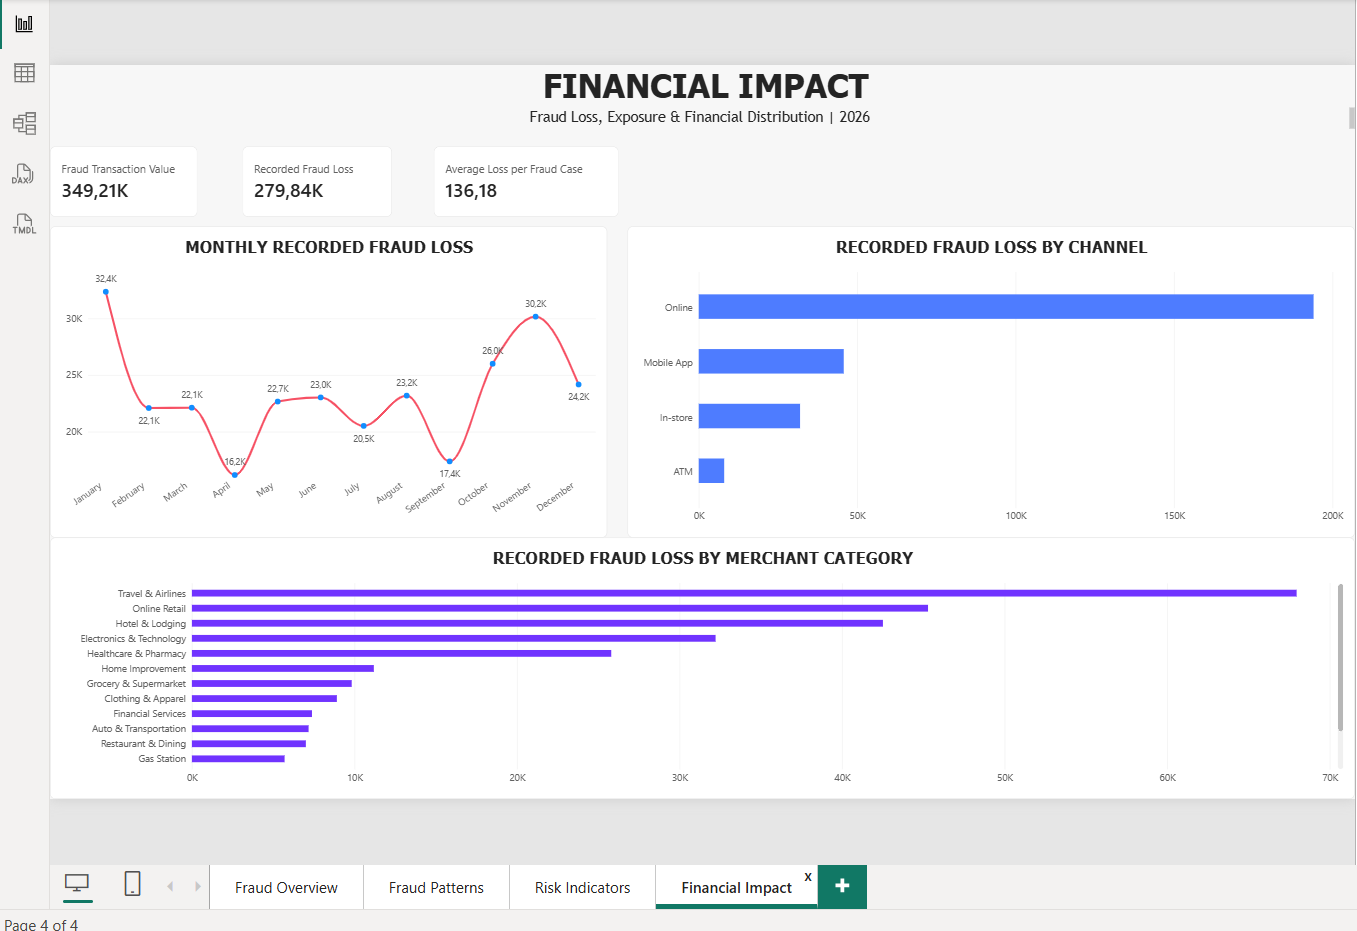 FINANCIAL IMPACT
Fraud Loss, Exposure & Financial Distribution | 2026
Fraud Transaction Value
349,21K
Recorded Fraud Loss
279,84K
Average Loss per Fraud Case
136,18
MONTHLY RECORDED FRAUD LOSS
30K
25K
20K
32,4K
22,1K
22,1K
16,2K
22,7K
23,0K
20,5K
23,2K
17,4K
26,0K
30,2K
24,2K
January
February
March
April
May
June
July
August
September
October
November
December
RECORDED FRAUD LOSS BY CHANNEL
Online
Mobile App
In-store
ATM
0K
50K
100K
150K
200K
RECORDED FRAUD LOSS BY MERCHANT CATEGORY
Travel & Airlines
Online Retail
Hotel & Lodging
Electronics & Technology
Healthcare & Pharmacy
Home Improvement
Grocery & Supermarket
Clothing & Apparel
Financial Services
Auto & Transportation
Restaurant & Dining
Gas Station
0K
10K
20K
30K
40K
50K
60K
70K
DAX
TMDL
Fraud Overview
Fraud Patterns
Risk Indicators
Financial Impact
X
+
Page 4 of 4